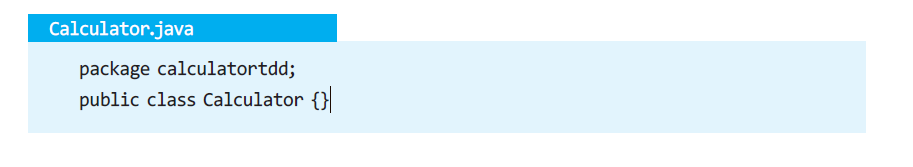 Calculator.java
package calculatortdd;
public class Calculator {}